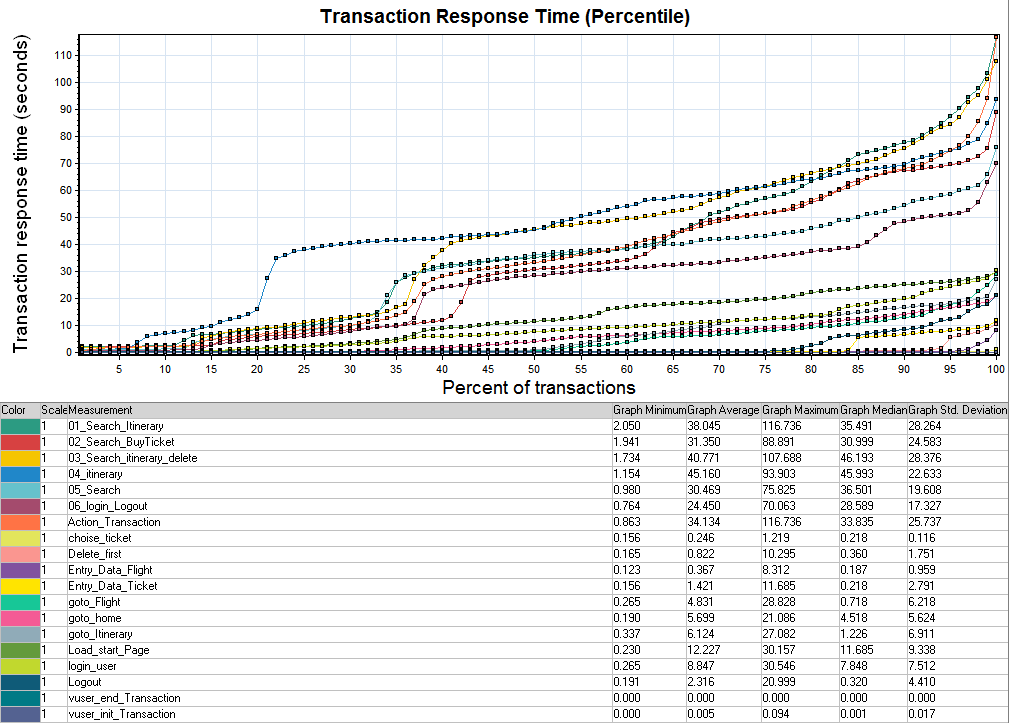 Transaction Response Time (Percentile)
Transaction response time (seconds)
110
100
90
80
70
60
50
40
30
20
10
0
5 10 15 20 25 30 35 40 45 50 55 60 65 70 75 80 85 90 95 100
Percent of transactions
Color Scale Measurement Graph Minimum Graph Average Graph Maximum Graph Median Graph Std. Deviation
1 01_Search_Itinerary 2.050 38.045 116.736 35.491 28.264
1 02_Search_BuyTicket 1.941 31.350 88.891 30.999 24.583
1 03_Search_itinerary_delete 1.734 40.771 107.688 46.193 28.376
1 04_itinerary 1.154 45.160 93.903 45.993 22.633
1 05_Search 0.980 30.469 75.825 36.501 19.608
1 06_login_Logout 0.764 24.450 70.063 28.589 17.327
1 Action_Transaction 0.863 34.134 116.736 33.835 25.737
1 choise_ticket 0.156 0.246 1.219 0.218 0.116
1 Delete_first 0.165 0.822 10.295 0.360 1.751
1 Entry_Data_Flight 0.123 0.367 8.312 0.187 0.959
1 Entry_Data_Ticket 0.156 1.421 11.685 0.218 2.791
1 goto_Flight 0.265 4.831 28.828 0.718 6.218
1 goto_home 0.190 5.699 21.086 4.518 5.624
1 goto_Itinerary 0.337 6.124 27.082 1.226 6.911
1 Load_start_Page 0.230 12.227 30.157 11.685 9.338
1 login_user 0.265 8.847 30.546 7.848 7.512
1 Logout 0.191 2.316 20.999 0.320 4.410
1 vuser_end_Transaction 0.000 0.000 0.000 0.000 0.000
1 vuser_init_Transaction 0.000 0.005 0.094 0.001 0.017